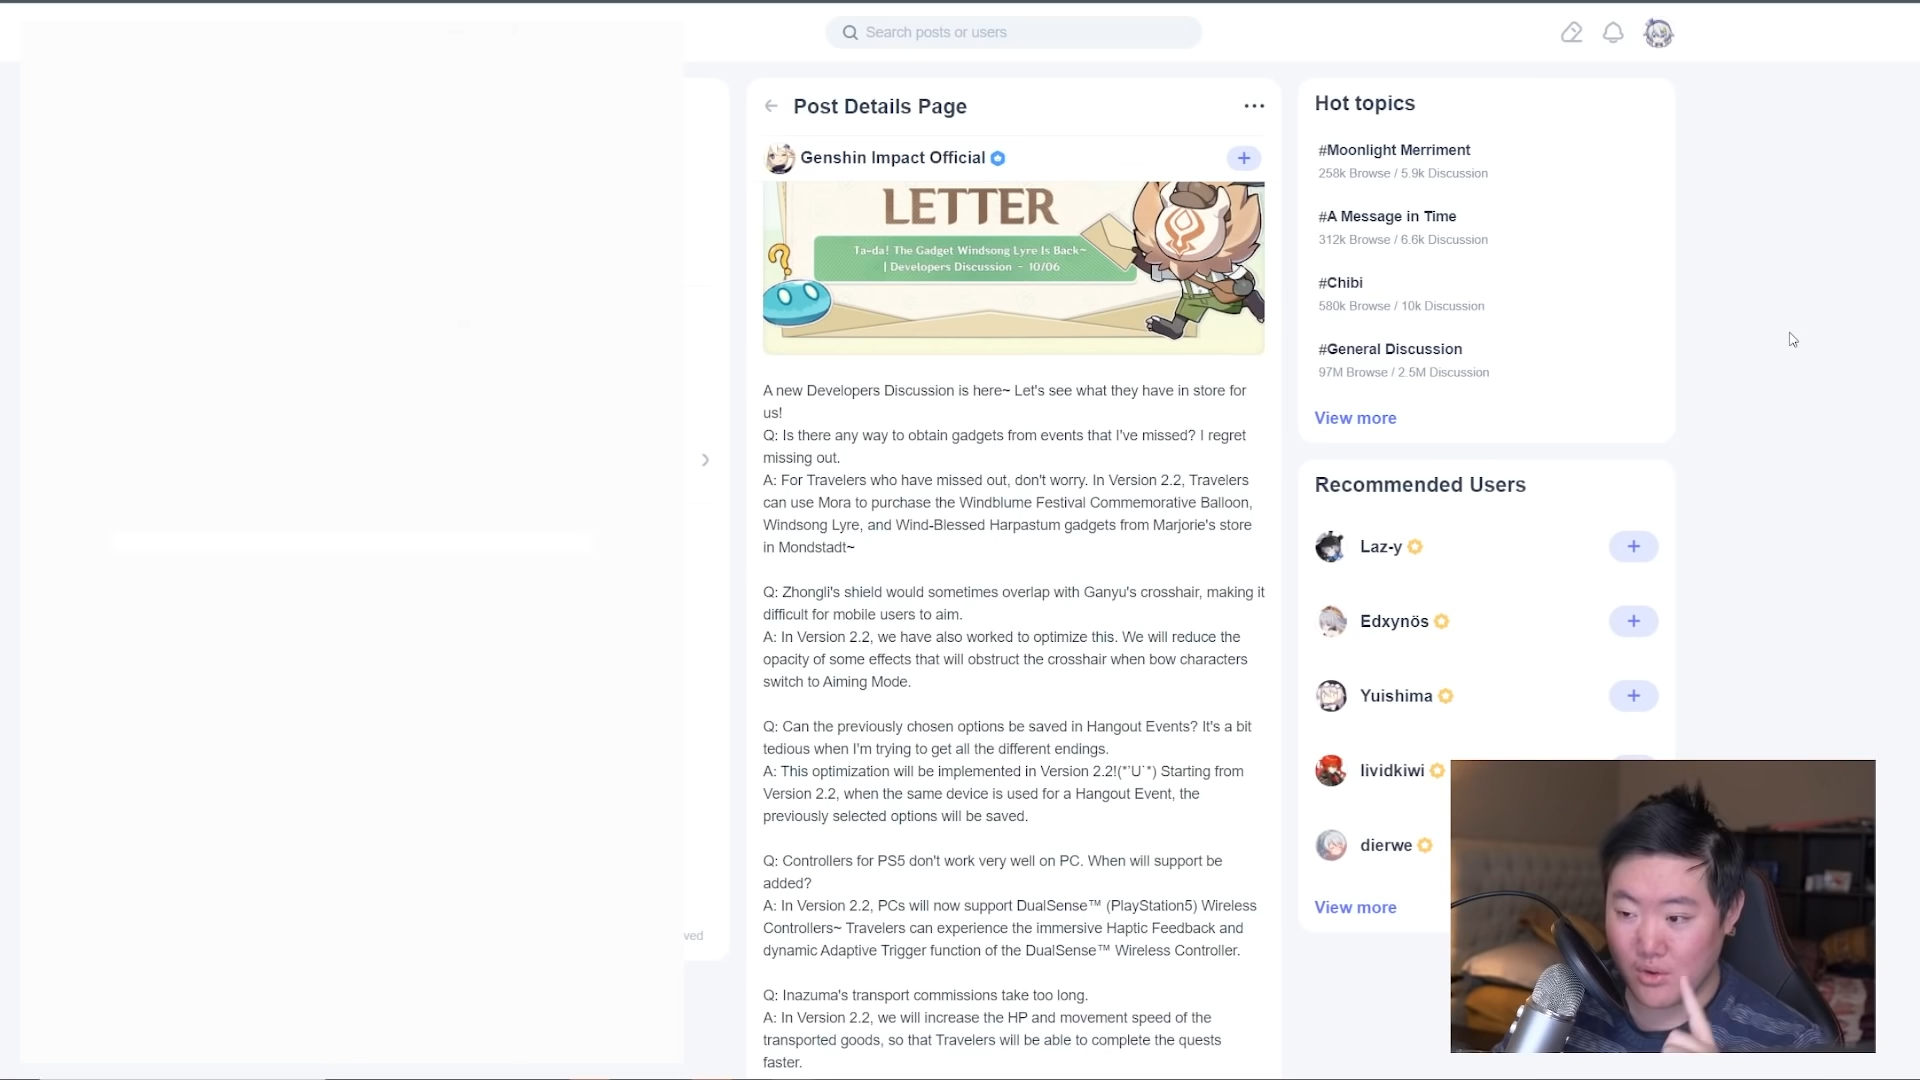 Search posts or users
Post Details Page
Genshin Impact Official
LETTER
Ta-da! The Gadget Windsong Lyre Is Back~
| Developers Discussion - 10/06
A new Developers Discussion is here~ Let's see what they have in store for
us!
Q: Is there any way to obtain gadgets from events that I've missed? I regret
missing out.
A: For Travelers who have missed out, don't worry. In Version 2.2, Travelers
can use Mora to purchase the Windblume Festival Commemorative Balloon,
Windsong Lyre, and Wind-Blessed Harpastum gadgets from Marjorie's store
in Mondstadt~
Q: Zhongli's shield would sometimes overlap with Ganyu's crosshair, making it
difficult for mobile users to aim.
A: In Version 2.2, we have also worked to optimize this. We will reduce the
opacity of some effects that will obstruct the crosshair when bow characters
switch to Aiming Mode.
Q: Can the previously chosen options be saved in Hangout Events? It's a bit
tedious when I'm trying to get all the different endings.
A: This optimization will be implemented in Version 2.2!(*ˊUˋ*) Starting from
Version 2.2, when the same device is used for a Hangout Event, the
previously selected options will be saved.
Q: Controllers for PS5 don't work very well on PC. When will support be
added?
A: In Version 2.2, PCs will now support DualSense™ (PlayStation5) Wireless
Controllers~ Travelers can experience the immersive Haptic Feedback and
dynamic Adaptive Trigger function of the DualSense™ Wireless Controller.
Q: Inazuma's transport commissions take too long.
A: In Version 2.2, we will increase the HP and movement speed of the
transported goods, so that Travelers will be able to complete the quests
faster.
ved
Hot topics
#Moonlight Merriment
258k Browse / 5.9k Discussion
#A Message in Time
312k Browse / 6.6k Discussion
#Chibi
580k Browse / 10k Discussion
#General Discussion
97M Browse / 2.5M Discussion
View more
Recommended Users
Laz-y
Edxynös
Yuishima
lividkiwi
dierwe
View more